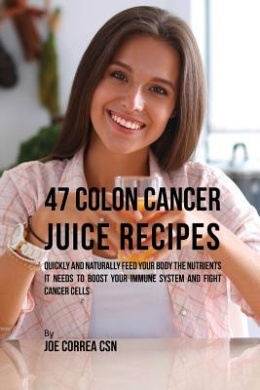 47 COLON CANCER
JUICE RECIPES
QUICKLY AND NATURALLY FEED YOUR BODY THE NUTRIENTS
IT NEEDS TO BOOST YOUR IMMUNE SYSTEM AND FIGHT
CANCER CELLS
By
JOE CORREA CSN